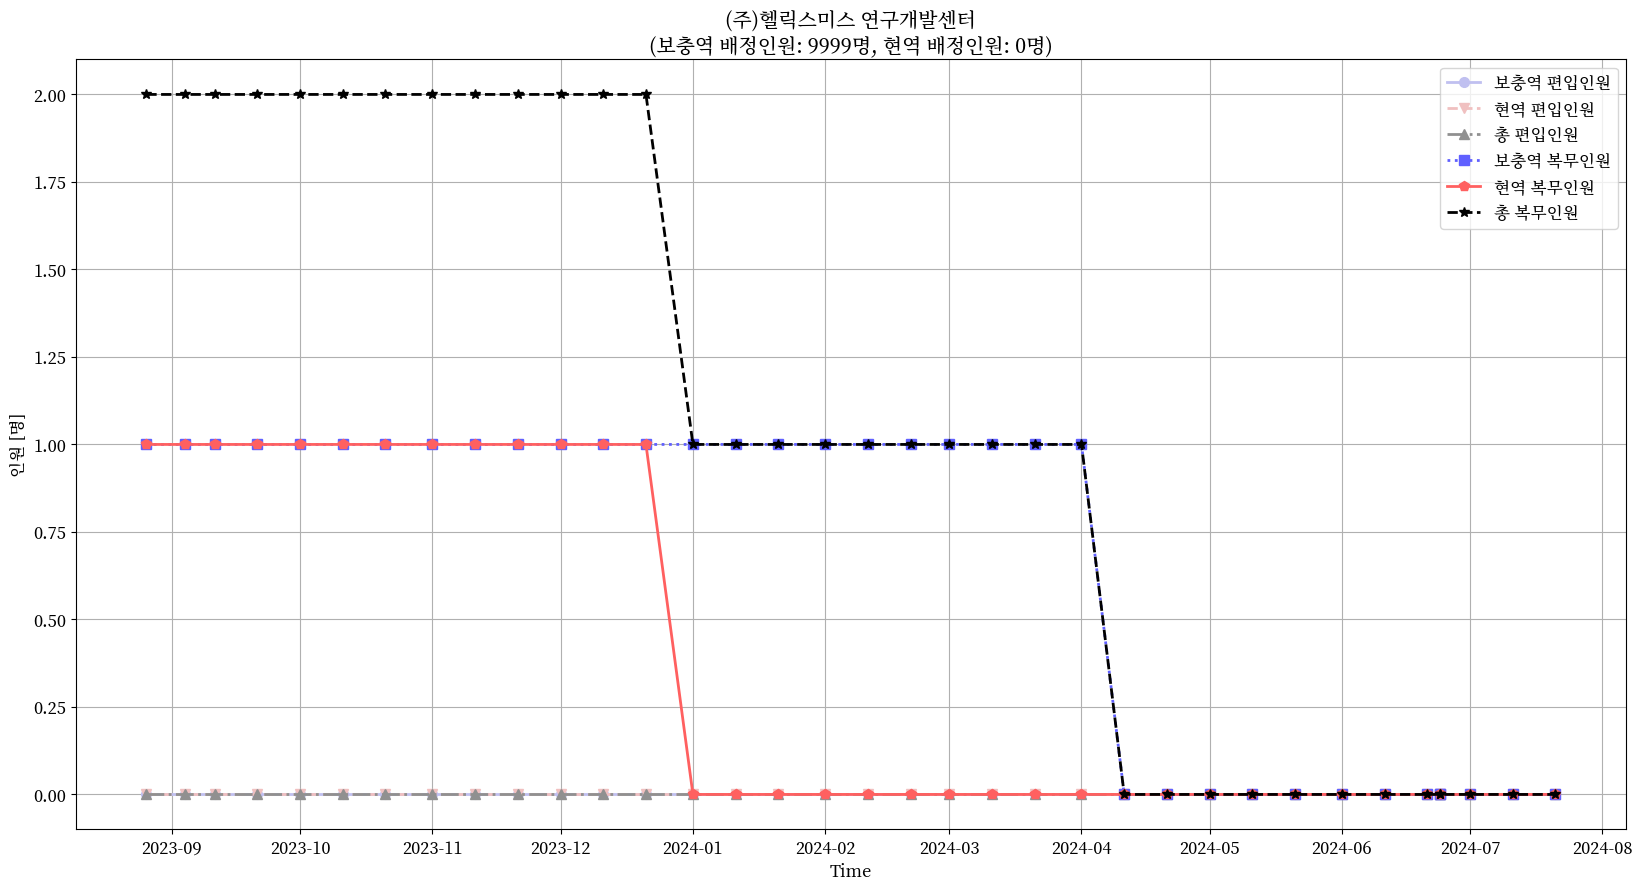 (주)헬릭스미스 연구개발센터
(보충역 배정인원: 9999명, 현역 배정인원: 0명)
보충역 편입인원
현역 편입인원
총 편입인원
보충역 복무인원
현역 복무인원
총 복무인원
인원 [명]
2.00
1.75
1.50
1.25
1.00
0.75
0.50
0.25
0.00
2023-09 2023-10 2023-11 2023-12 2024-01 2024-02 2024-03 2024-04 2024-05 2024-06 2024-07 2024-08
Time